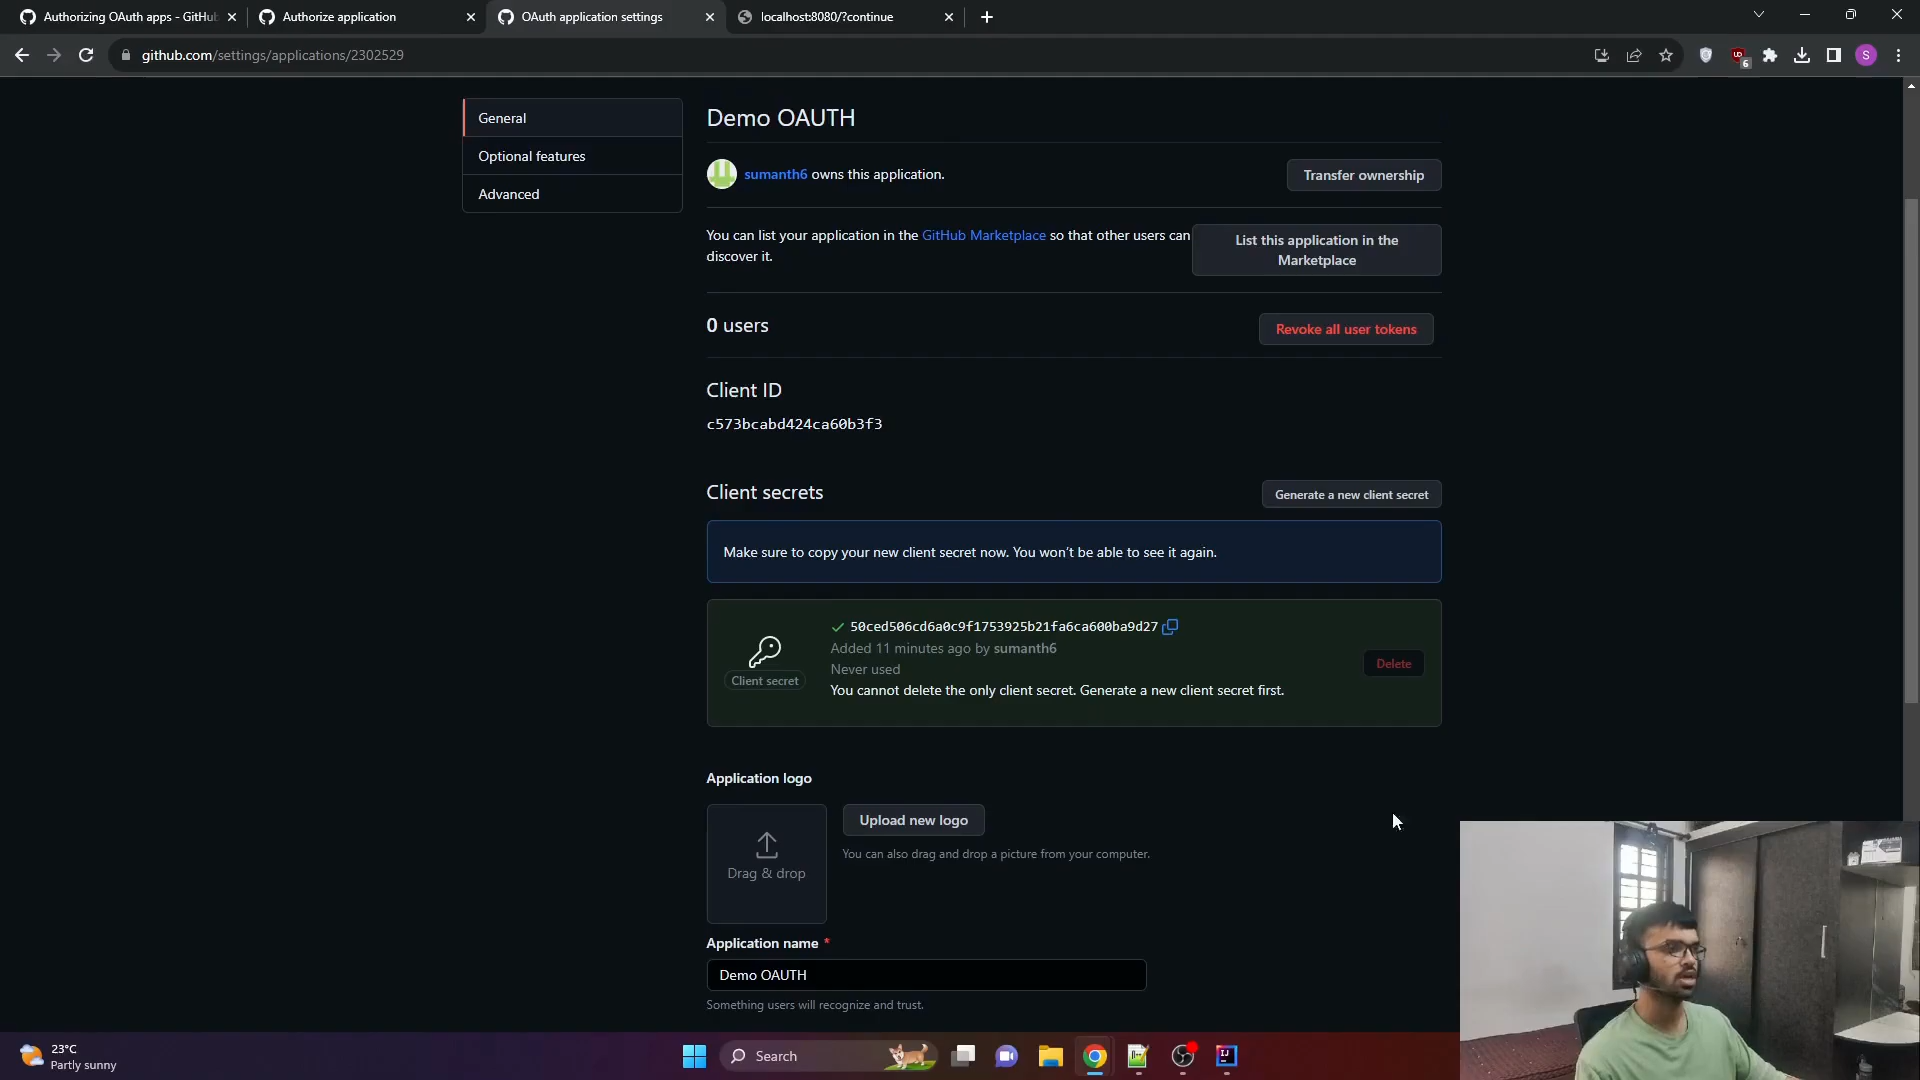 Authorizing OAuth apps - GitHub
Authorize application
OAuth application settings
localhost:8080/?continue
github.com/settings/applications/2302529
6
S
General
Optional features
Advanced
Demo OAUTH
sumanth6 owns this application.
Transfer ownership
You can list your application in the GitHub Marketplace so that other users can
discover it.
List this application in the
Marketplace
0 users
Revoke all user tokens
Client ID
c573bcabd424ca60b3f3
Client secrets
Generate a new client secret
Make sure to copy your new client secret now. You won't be able to see it again.
50ced506cd6a0c9f1753925b21fa6ca600ba9d27
Added 11 minutes ago by sumanth6
Never used
You cannot delete the only client secret. Generate a new client secret first.
Client secret
Delete
Application logo
Drag & drop
Upload new logo
You can also drag and drop a picture from your computer.
Application name *
Demo OAUTH
Something users will recognize and trust.
23°C
Partly sunny
Search